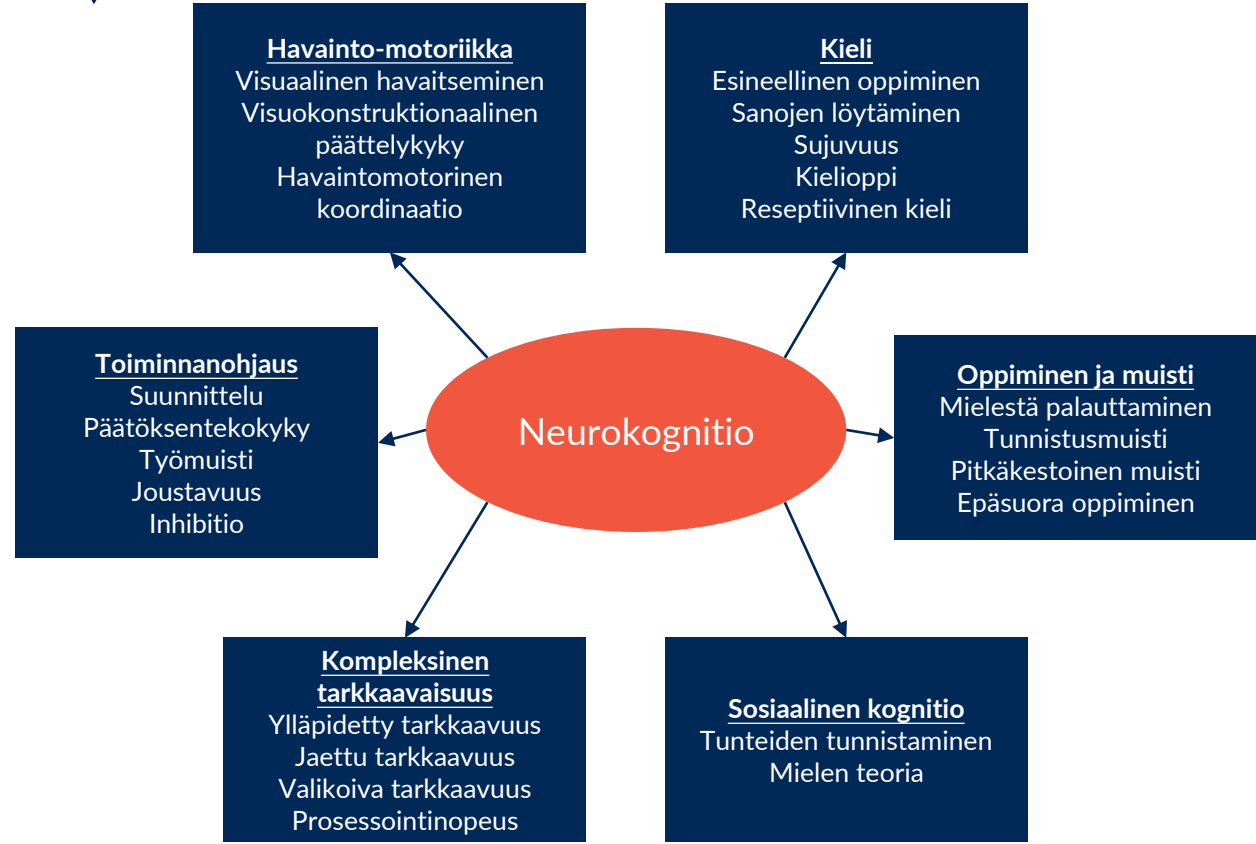 Havainto-motoriikka
Visuaalinen havaitseminen
Visuokonstruktionaalinen
päättelykyky
Havaintomotorinen
koordinaatio
Kieli
Esineellinen oppiminen
Sanojen löytäminen
Sujuvuus
Kielioppi
Reseptiivinen kieli
Toiminnanohjaus
Suunnittelu
Päätöksentekokyky
Työmuisti
Joustavuus
Inhibitio
Neurokognitio
Oppiminen ja muisti
Mielestä palauttaminen
Tunnistusmuisti
Pitkäkestoinen muisti
Epäsuora oppiminen
Kompleksinen
tarkkaavaisuus
Ylläpidetty tarkkaavuus
Jaettu tarkkaavuus
Valikoiva tarkkaavuus
Prosessointinopeus
Sosiaalinen kognitio
Tunteiden tunnistaminen
Mielen teoria